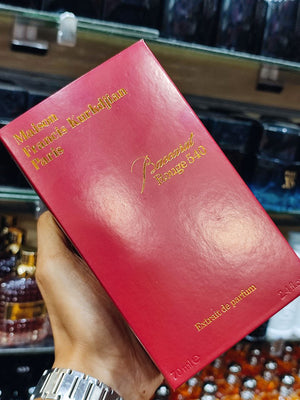 Maison
Francis Kurkdjian
Paris
Baccarat
Rouge 540
Extrait de parfum
70 ml ℮